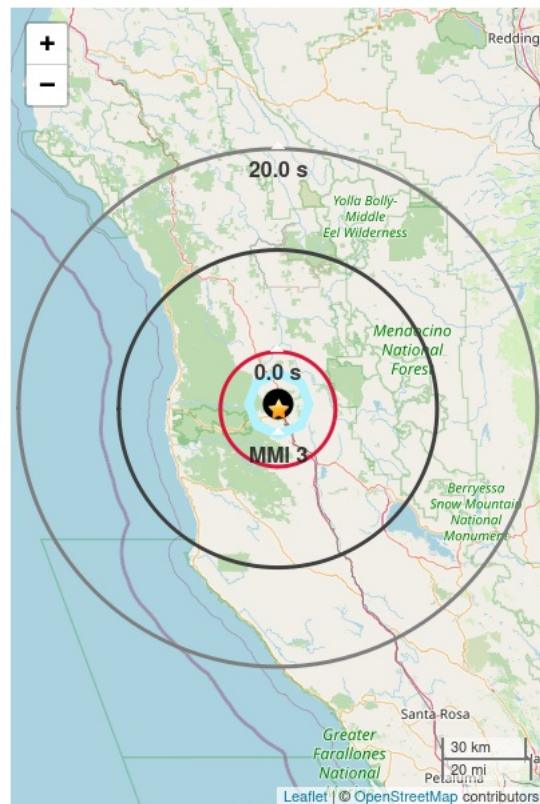 +
−
Redding
20.0 s
Yolla Bolly-
Middle
Eel Wilderness
Mendocino
National
Forest
0.0 s
MMI 3
Berryessa
Snow Mountain
National
Monument
Santa Rosa
Greater
Farallones
National
30 km
20 mi
Petaluma
Leaflet | © OpenStreetMap contributors